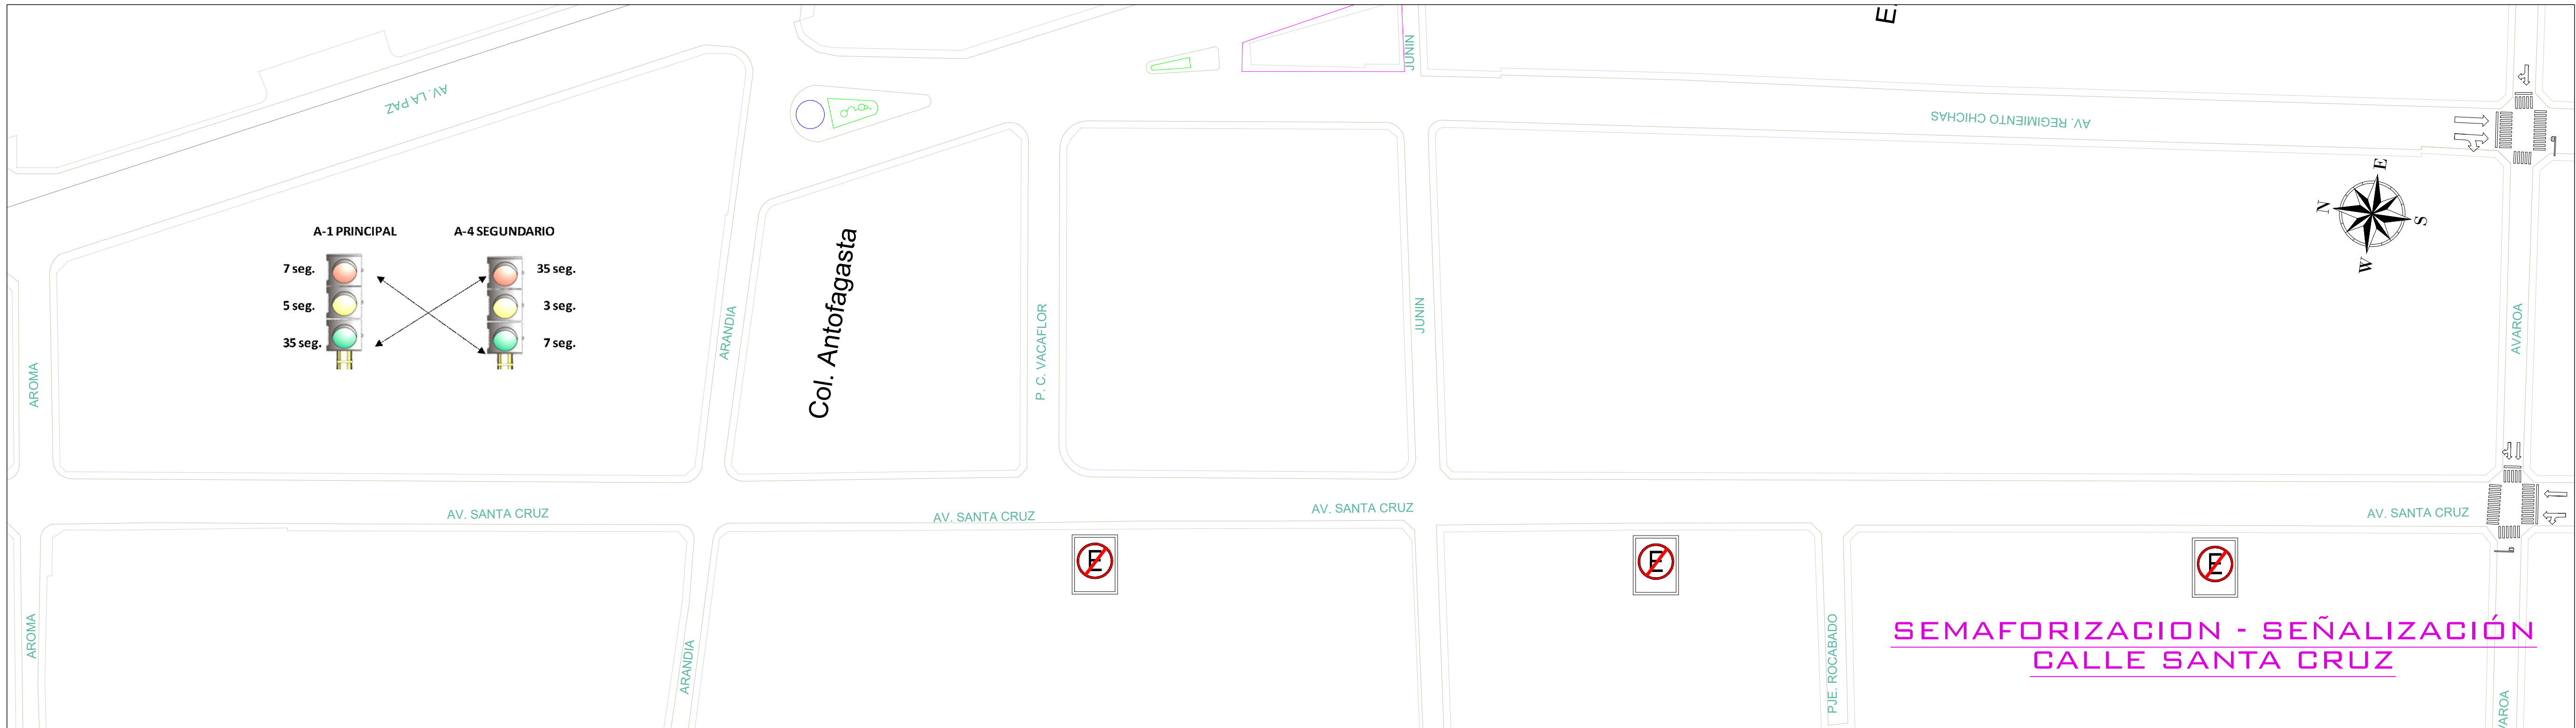 E.
JUNIN
AV. LA PAZ
AV. REGIMIENTO CHICHAS
E
N
S
W
A-1 PRINCIPAL
A-4 SEGUNDARIO
7 seg.
35 seg.
5 seg.
3 seg.
35 seg.
7 seg.
AROMA
ARANDIA
Col. Antofagasta
P. C. VACAFLOR
JUNIN
AVAROA
AV. SANTA CRUZ
AV. SANTA CRUZ
AV. SANTA CRUZ
AV. SANTA CRUZ
E
E
E
AROMA
ARANDIA
PJE. ROCABADO
SEMAFORIZACION - SEÑALIZACIÓN
CALLE SANTA CRUZ
VAROA